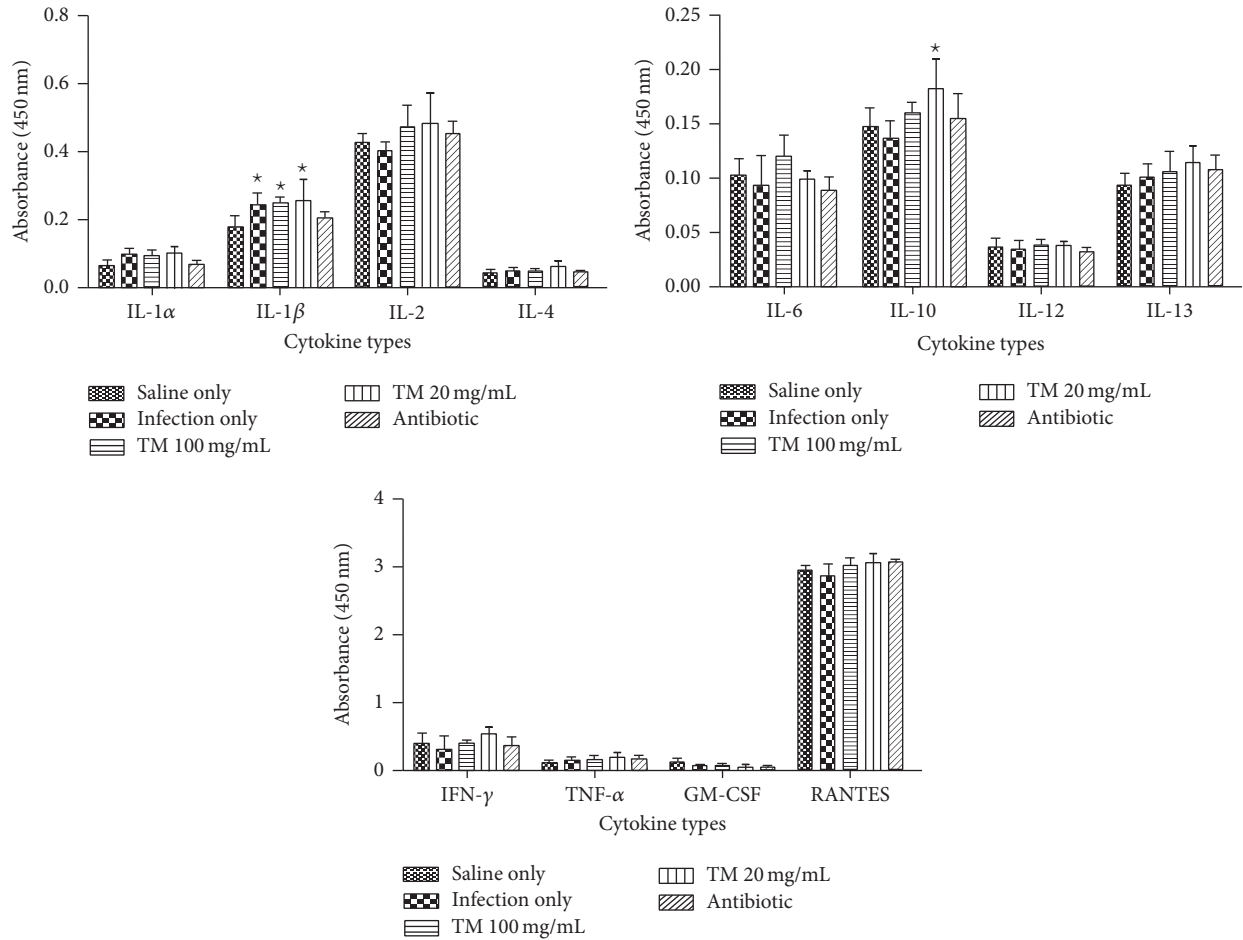 0.8
0.6
0.4
0.2
0.0
Absorbance (450 nm)
⋆ ⋆ ⋆
IL-1α IL-1β IL-2 IL-4
Cytokine types
Saline only
Infection only
TM 100 mg/mL
TM 20 mg/mL
Antibiotic
0.25
0.20
0.15
0.10
0.05
0.00
Absorbance (450 nm)
⋆
IL-6 IL-10 IL-12 IL-13
Cytokine types
Saline only
Infection only
TM 100 mg/mL
TM 20 mg/mL
Antibiotic
4
3
2
1
0
Absorbance (450 nm)
IFN-γ TNF-α GM-CSF RANTES
Cytokine types
Saline only
Infection only
TM 100 mg/mL
TM 20 mg/mL
Antibiotic